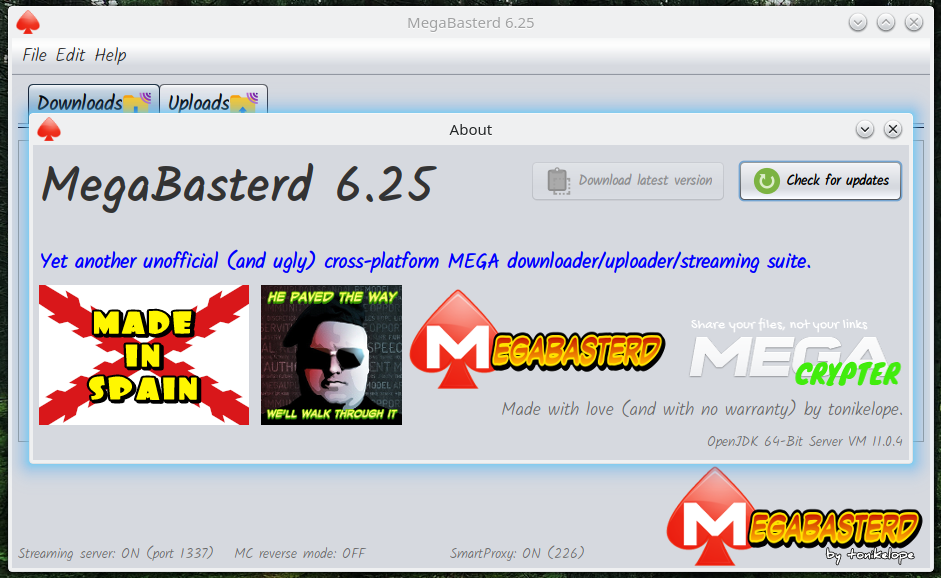 MegaBasterd 6.25
File Edit Help
Downloads Uploads
About
MegaBasterd 6.25
Download latest version
Check for updates
Yet another unofficial (and ugly) cross-platform MEGA downloader/uploader/streaming suite.
MADE
IN
SPAIN
HE PAVED THE WAY
WE'LL WALK THROUGH IT
MEGABASTERD
Share your files, not your links
MEGA
CRYPTER
Made with love (and with no warranty) by tonikelope.
OpenJDK 64-Bit Server VM 11.0.4
MEGABASTERD
by tonikelope
Streaming server: ON (port 1337) MC reverse mode: OFF SmartProxy: ON (226)